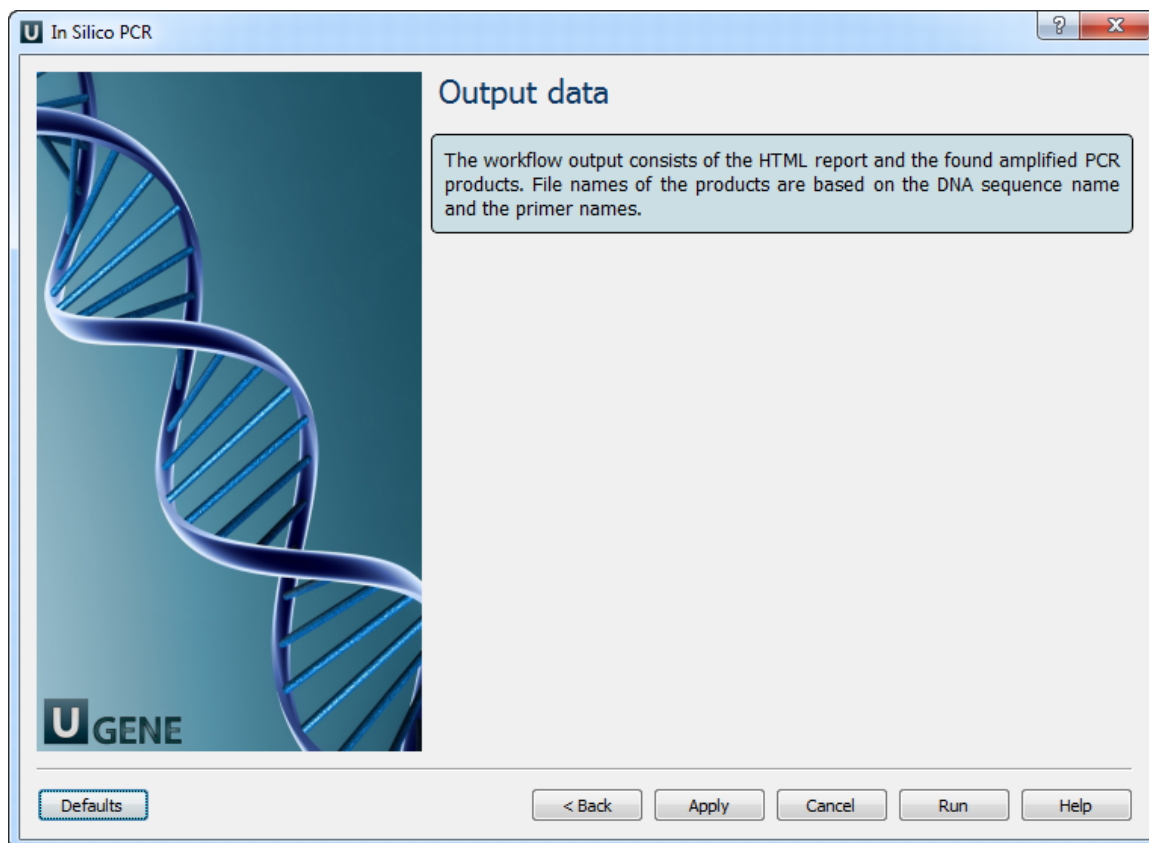 U In Silico PCR
Output data
The workflow output consists of the HTML report and the found amplified PCR
products. File names of the products are based on the DNA sequence name
and the primer names.
U GENE
Defaults
< Back
Apply
Cancel
Run
Help